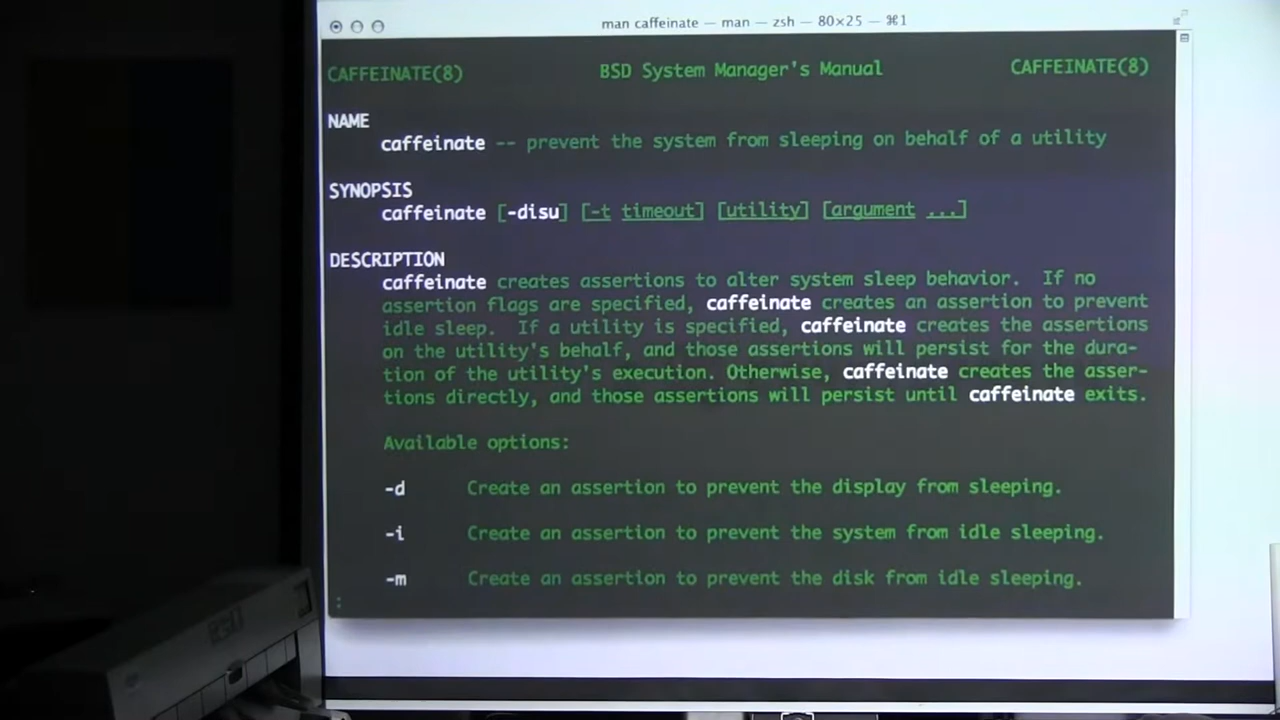 man caffeinate — man — zsh — 80×25 — ⌘1
CAFFEINATE(8) BSD System Manager's Manual CAFFEINATE(8)
NAME
caffeinate -- prevent the system from sleeping on behalf of a utility
SYNOPSIS
caffeinate [-disu] [-t timeout] [utility] [argument ...]
DESCRIPTION
caffeinate creates assertions to alter system sleep behavior. If no
assertion flags are specified, caffeinate creates an assertion to prevent
idle sleep. If a utility is specified, caffeinate creates the assertions
on the utility's behalf, and those assertions will persist for the dura-
tion of the utility's execution. Otherwise, caffeinate creates the asser-
tions directly, and those assertions will persist until caffeinate exits.
Available options:
-d Create an assertion to prevent the display from sleeping.
-i Create an assertion to prevent the system from idle sleeping.
-m Create an assertion to prevent the disk from idle sleeping.
: